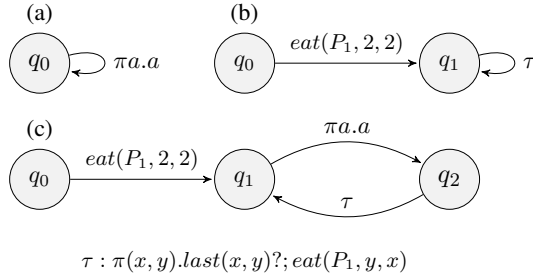 (a) (b)
q₀ πa.a q₀ eat(P₁, 2, 2) q₁ τ
(c)
q₀ eat(P₁, 2, 2) q₁ πa.a q₂
τ
τ : π(x, y).last(x, y)?; eat(P₁, y, x)